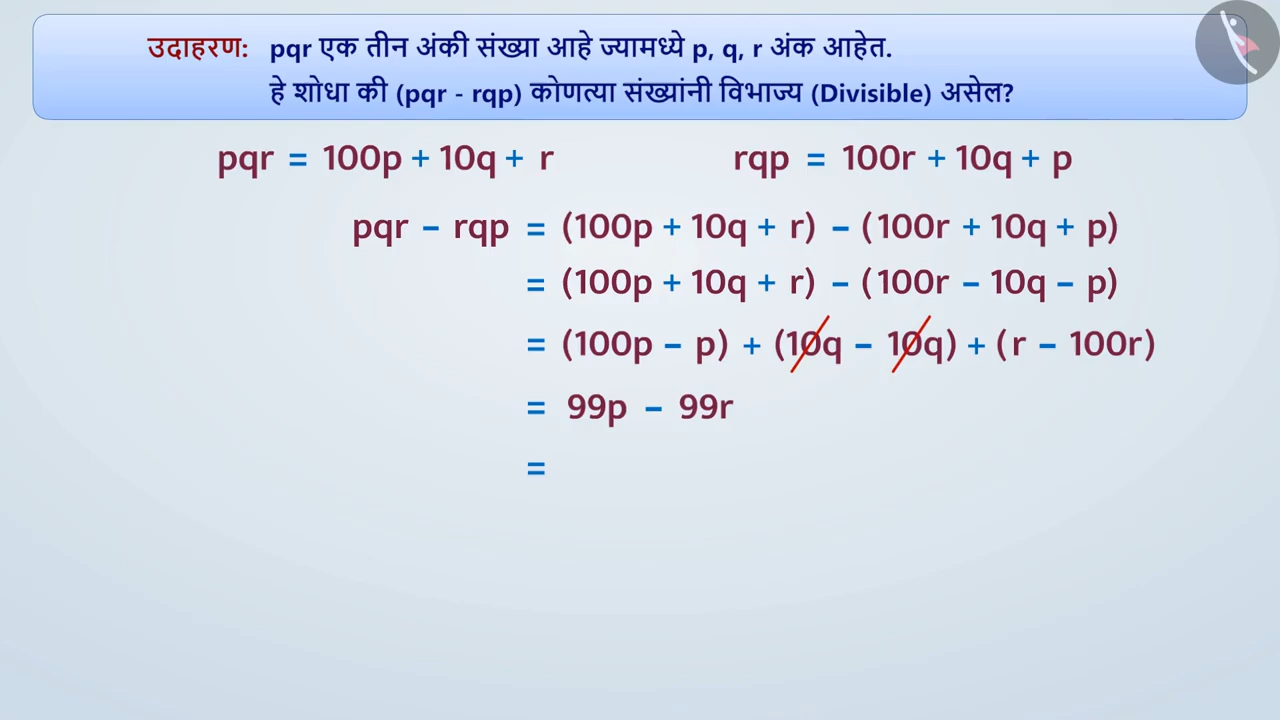 उदाहरण: pqr एक तीन अंकी संख्या आहे ज्यामध्ये p, q, r अंक आहेत.
हे शोधा की (pqr - rqp) कोणत्या संख्यांनी विभाज्य (Divisible) असेल?
pqr = 100p + 10q + r rqp = 100r + 10q + p
pqr − rqp = (100p + 10q + r) − (100r + 10q + p)
= (100p + 10q + r) − (100r − 10q − p)
= (100p − p) + (10q − 10q) + (r − 100r)
= 99p − 99r
=